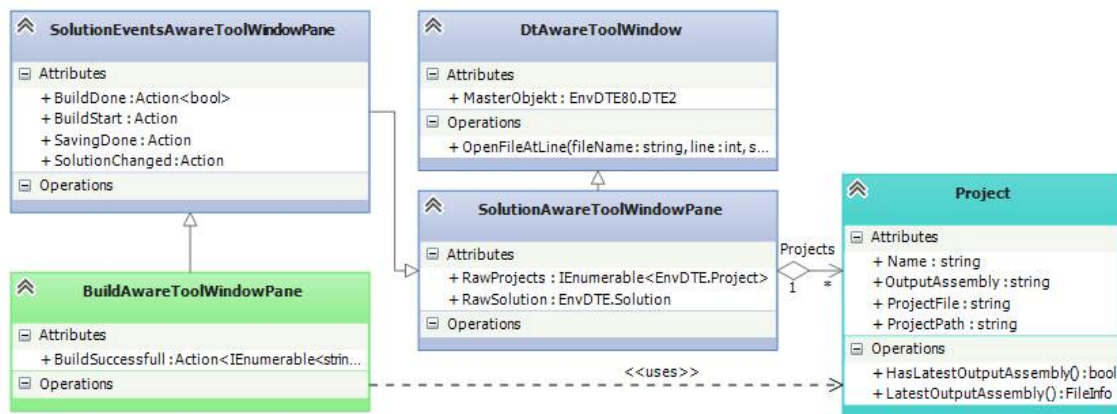 SolutionEventsAwareToolWindowPane
Attributes
+ BuildDone : Action<bool>
+ BuildStart : Action
+ SavingDone : Action
+ SolutionChanged : Action
Operations
DtAwareToolWindow
Attributes
+ MasterObjekt : EnvDTE80.DTE2
Operations
+ OpenFileAtLine(fileName : string, line : int, s...
SolutionAwareToolWindowPane
Attributes
+ RawProjects : IEnumerable<EnvDTE.Project>
+ RawSolution : EnvDTE.Solution
Operations
Projects
1
*
Project
Attributes
+ Name : string
+ OutputAssembly : string
+ ProjectFile : string
+ ProjectPath : string
Operations
+ HasLatestOutputAssembly() : bool
+ LatestOutputAssembly() : FileInfo
BuildAwareToolWindowPane
Attributes
+ BuildSuccessfull : Action<IEnumerable<strin...
Operations
<<uses>>